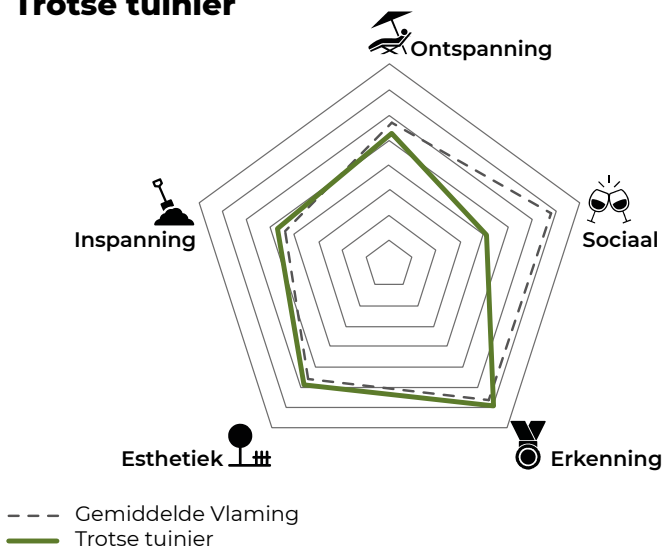 Trotse tuinier
Ontspanning
Inspanning
Sociaal
Esthetiek
Erkenning
Gemiddelde Vlaming
Trotse tuinier